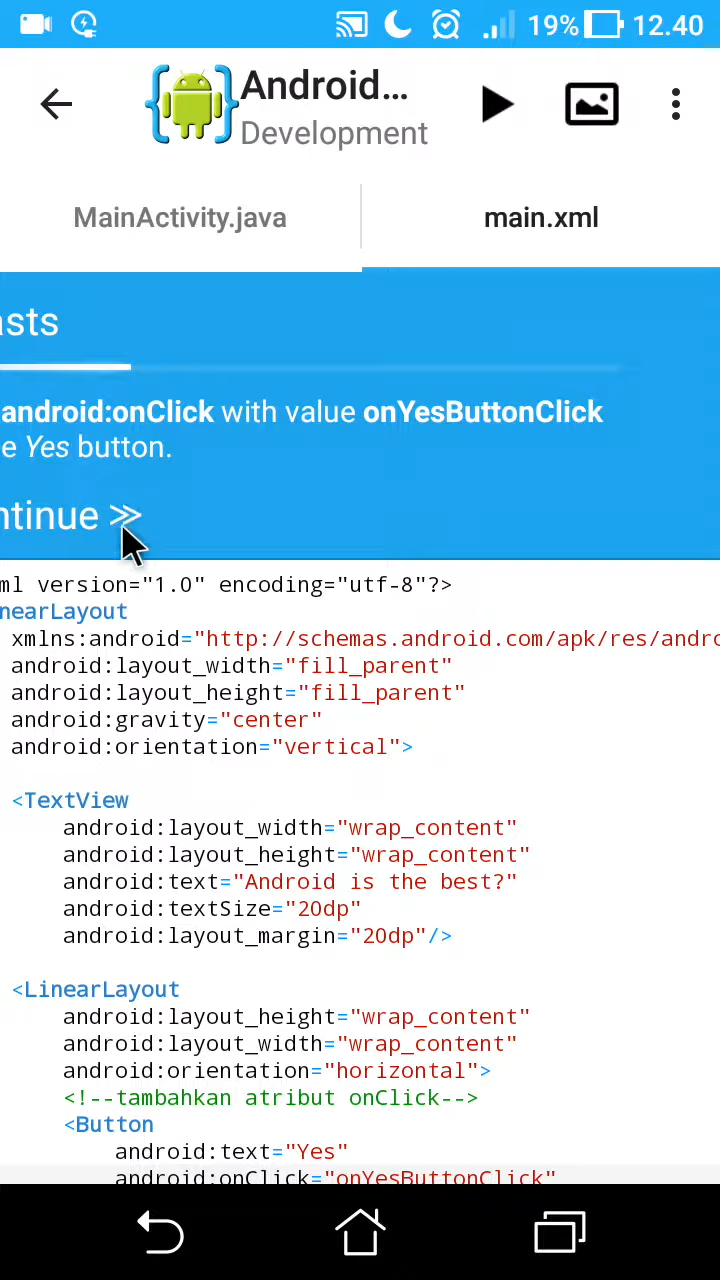 19% 12.40
Android...
Development
MainActivity.java main.xml
asts
android:onClick with value onYesButtonClick
e Yes button.
ntinue ≫
ml version="1.0" encoding="utf-8"?>
nearLayout
xmlns:android="http://schemas.android.com/apk/res/andro
android:layout_width="fill_parent"
android:layout_height="fill_parent"
android:gravity="center"
android:orientation="vertical">
<TextView
android:layout_width="wrap_content"
android:layout_height="wrap_content"
android:text="Android is the best?"
android:textSize="20dp"
android:layout_margin="20dp"/>
<LinearLayout
android:layout_height="wrap_content"
android:layout_width="wrap_content"
android:orientation="horizontal">
<!--tambahkan atribut onClick-->
<Button
android:text="Yes"
android:onClick="onYesButtonClick"